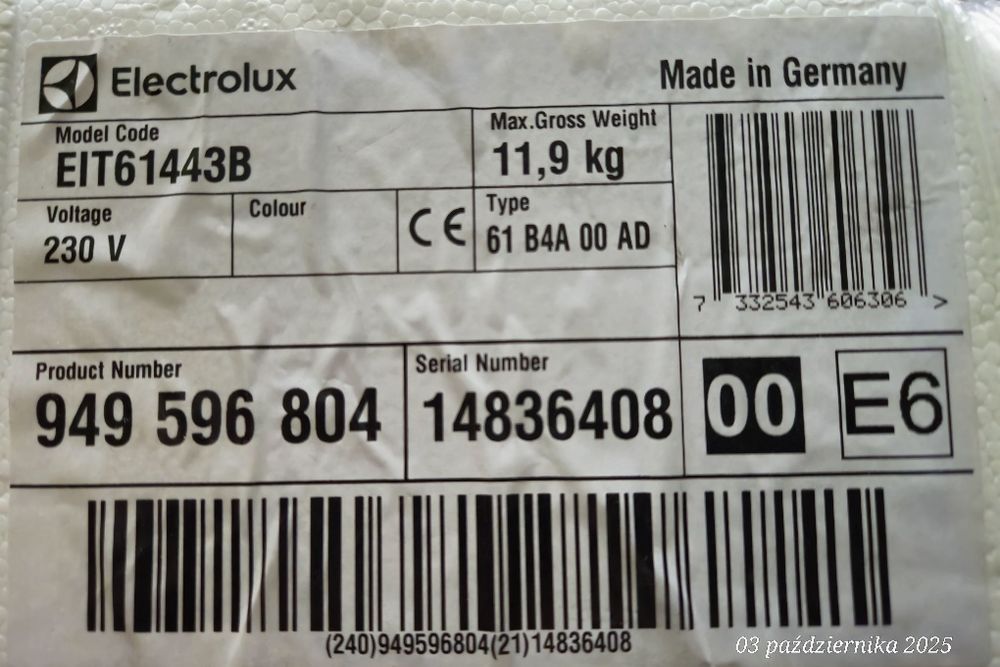 Electrolux
Made in Germany
Model Code
EIT61443B
Max.Gross Weight
11,9 kg
Voltage
230 V
Colour
CE
Type
61 B4A 00 AD
7 332543 606306 >
Product Number
949 596 804
Serial Number
14836408
00
E6
(240)949596804(21)14836408
03 października 2025